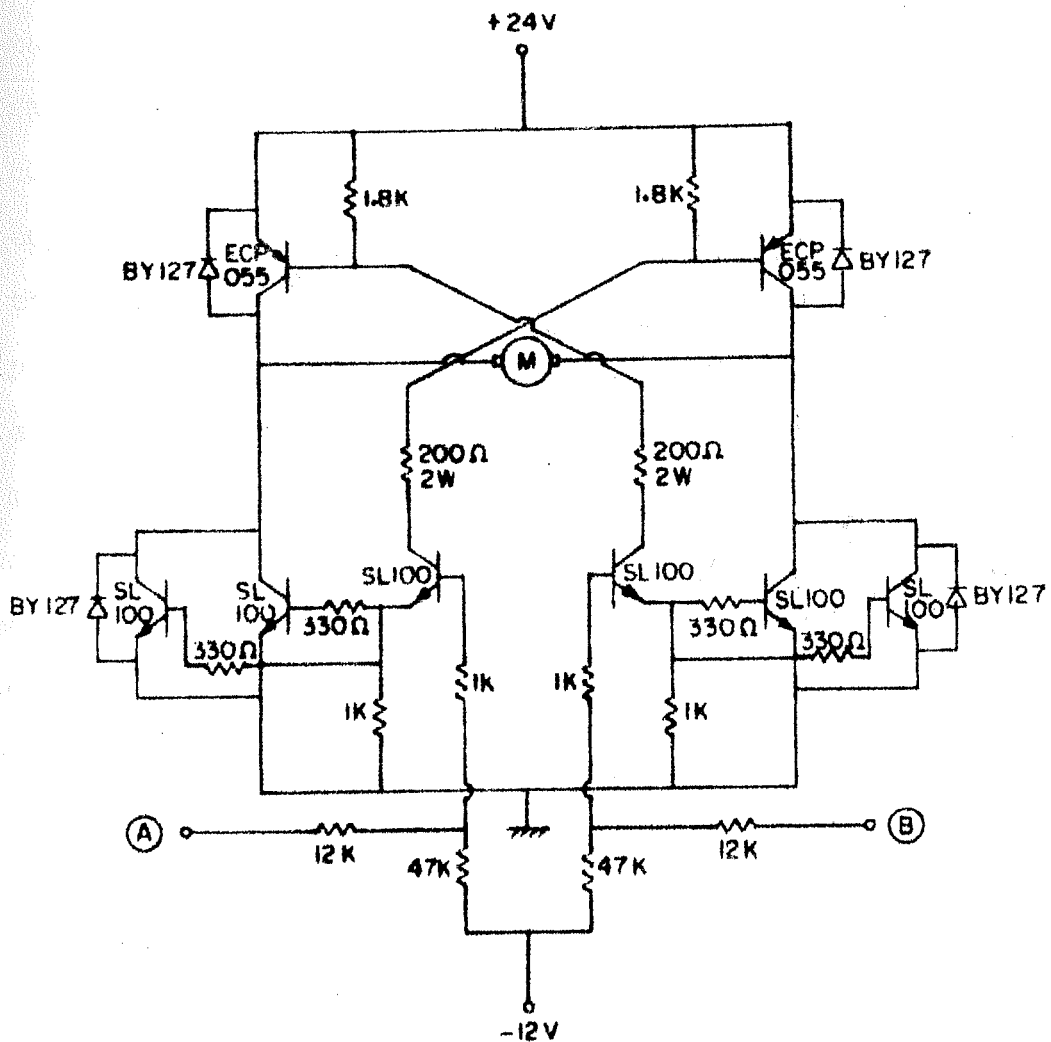 +24V
1.8K
1.8K
BY127
ECP
055
ECP
055
BY127
M
200Ω
2W
200Ω
2W
BY127
SL
100
SL
100
330Ω
SL100
SL100
330Ω
SL100
SL
100
BY127
330Ω
330Ω
1K
1K
1K
1K
A
12K
47K
47K
12K
B
-12V